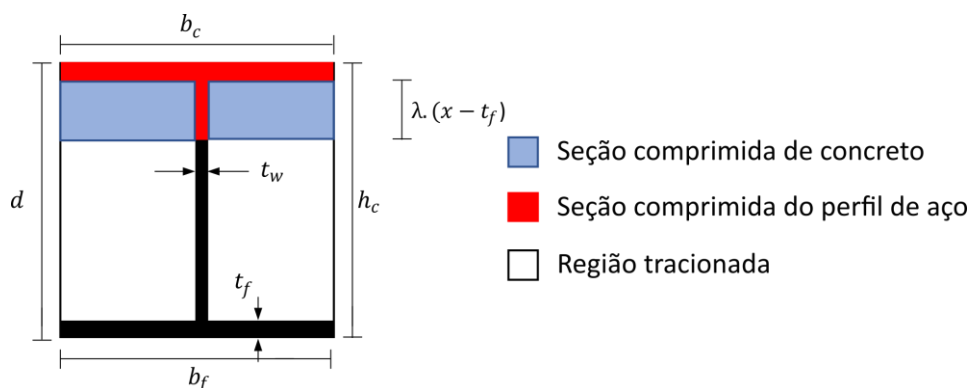 b_c
λ.(x − t_f)
d
t_w
h_c
t_f
b_f
Seção comprimida de concreto
Seção comprimida do perfil de aço
Região tracionada